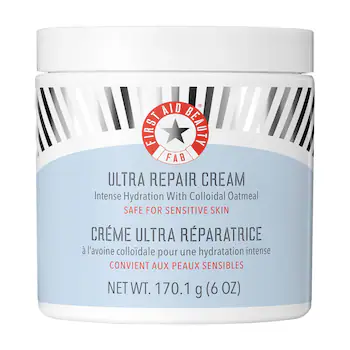 FIRST AID BEAUTY
FAB
ULTRA REPAIR CREAM
Intense Hydration With Colloidal Oatmeal
SAFE FOR SENSITIVE SKIN
CRÉME ULTRA RÉPARATRICE
à l'avoine colloïdale pour une hydratation intense
CONVIENT AUX PEAUX SENSIBLES
NET WT. 170.1 g (6 OZ)